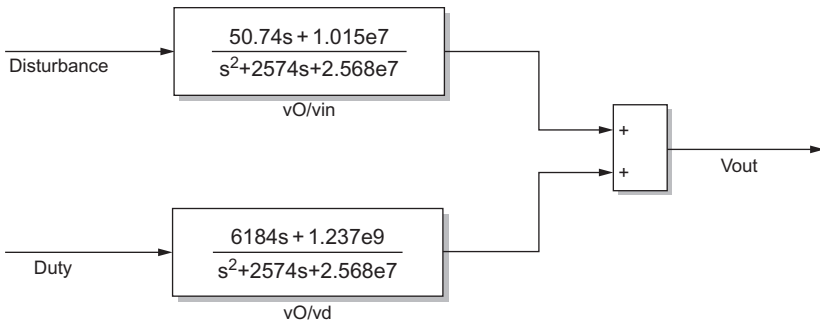 50.74s + 1.015e7
s²+2574s+2.568e7
Disturbance
vO/vin
+
+
Vout
6184s + 1.237e9
s²+2574s+2.568e7
Duty
vO/vd